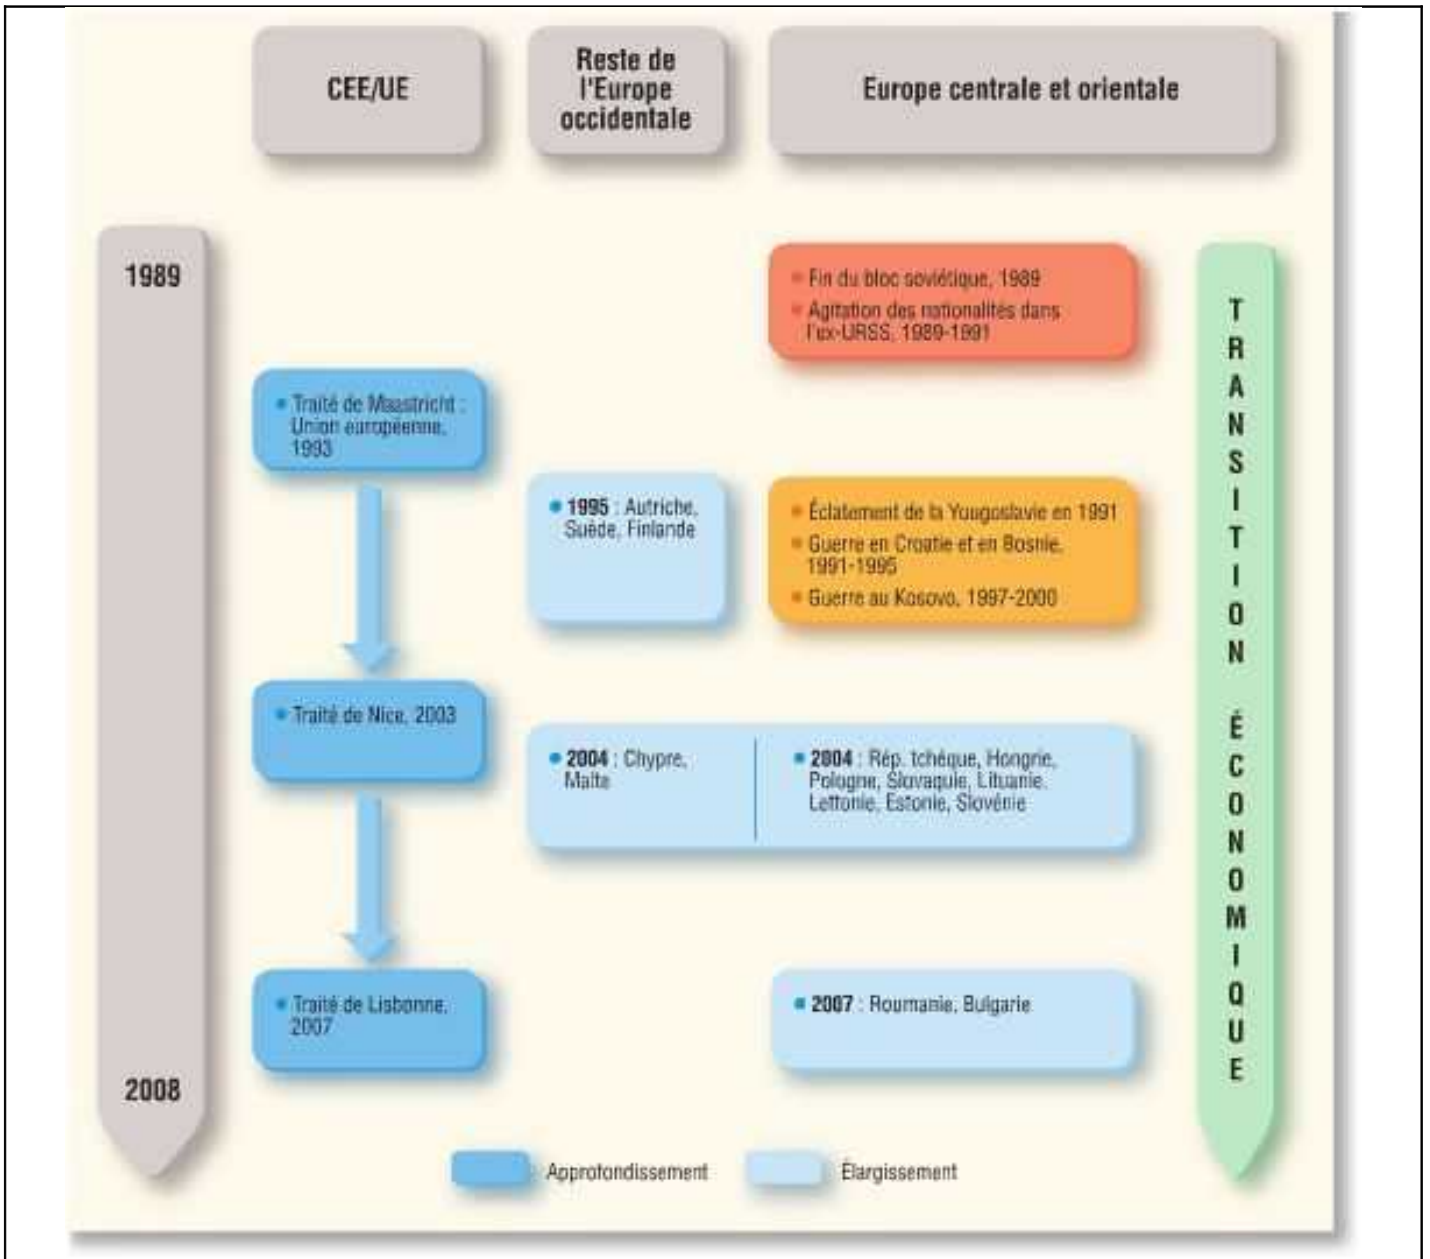 CEE/UE
Reste de
l'Europe
occidentale
Europe centrale et orientale
1989
Fin du bloc soviétique, 1989
Agitation des nationalités dans
l'ex-URSS, 1989-1991
Traité de Maastricht :
Union européenne,
1993
1995 : Autriche,
Suède, Finlande
Éclatement de la Yougoslavie en 1991
Guerre en Croatie et en Bosnie,
1991-1995
Guerre au Kosovo, 1997-2000
Traité de Nice, 2003
2004 : Chypre,
Malte
2004 : Rép. tchèque, Hongrie,
Pologne, Slovaquie, Lituanie,
Lettonie, Estonie, Slovénie
Traité de Lisbonne,
2007
2007 : Roumanie, Bulgarie
2008
TRANSITION ÉCONOMIQUE
Approfondissement
Élargissement